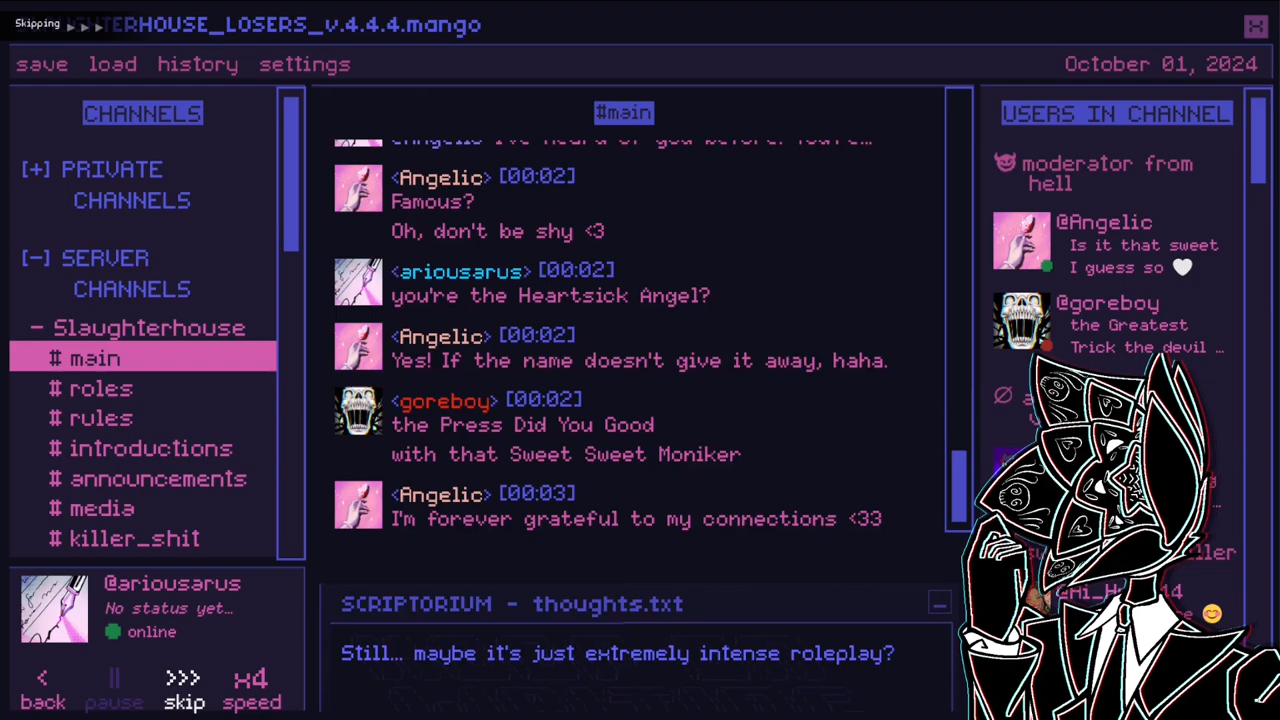 Skipping
TERHOUSE_LOSERS_v.4.4.4.mango
save load history settings
October 01, 2024
CHANNELS
[+] PRIVATE
CHANNELS
[-] SERVER
CHANNELS
- Slaughterhouse
# main
# roles
# rules
# introductions
# announcements
# media
# killer_shit
@ariousarus
No status yet...
online
< back
pause
>>> skip
x4 speed
#main
<Angelic> [00:02]
Famous?
Oh, don't be shy <3
<ariousarus> [00:02]
you're the Heartsick Angel?
<Angelic> [00:02]
Yes! If the name doesn't give it away, haha.
<goreboy> [00:02]
the Press Did You Good
with that Sweet Sweet Moniker
<Angelic> [00:03]
I'm forever grateful to my connections <33
SCRIPTORIUM - thoughts.txt
Still... maybe it's just extremely intense roleplay?
USERS IN CHANNEL
moderator from
hell
@Angelic
Is it that sweet
I guess so 🤍
@goreboy
the Greatest
Trick the devil ...